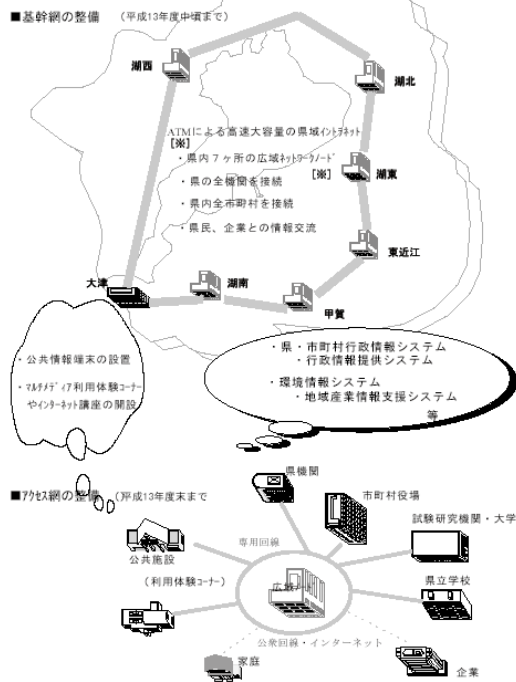 ■基幹網の整備 (平成13年度中頃まで)
湖西
湖北
ATMによる高速大容量の県域イントラネット
[※]
・県内7ヶ所の広域ネットワークノード
[※]
湖東
・県の全機関を接続
・県内全市町村を接続
・県民、企業との情報交流
東近江
大津
湖南
甲賀
・公共情報端末の設置
・マルチメディア利用体験コーナー
やインターネット講座の開設
・県・市町村行政情報システム
・行政情報提供システム
・環境情報システム
・地域産業情報支援システム
等
■アクセス網の整備 (平成13年度末まで
県機関
市町村役場
試験研究機関・大学
専用回線
公共施設
(利用体験コーナー)
広域ノード
県立学校
公衆回線・インターネット
家庭
企業